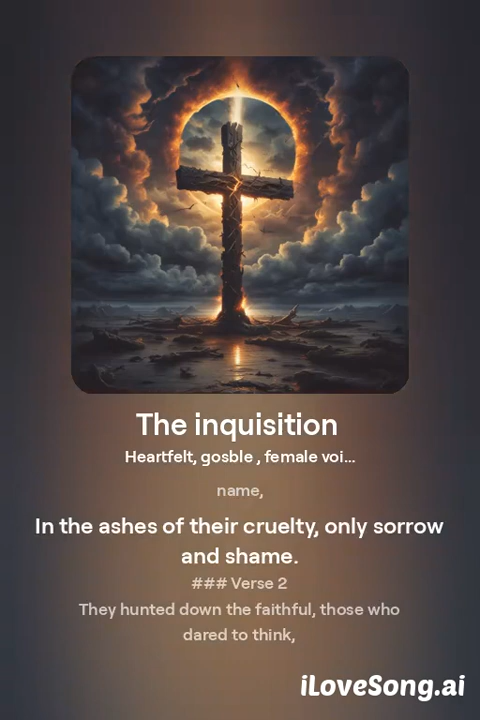 The inquisition
Heartfelt, gosble , female voi...
name,
In the ashes of their cruelty, only sorrow
and shame.
### Verse 2
They hunted down the faithful, those who
dared to think,
iLoveSong.ai